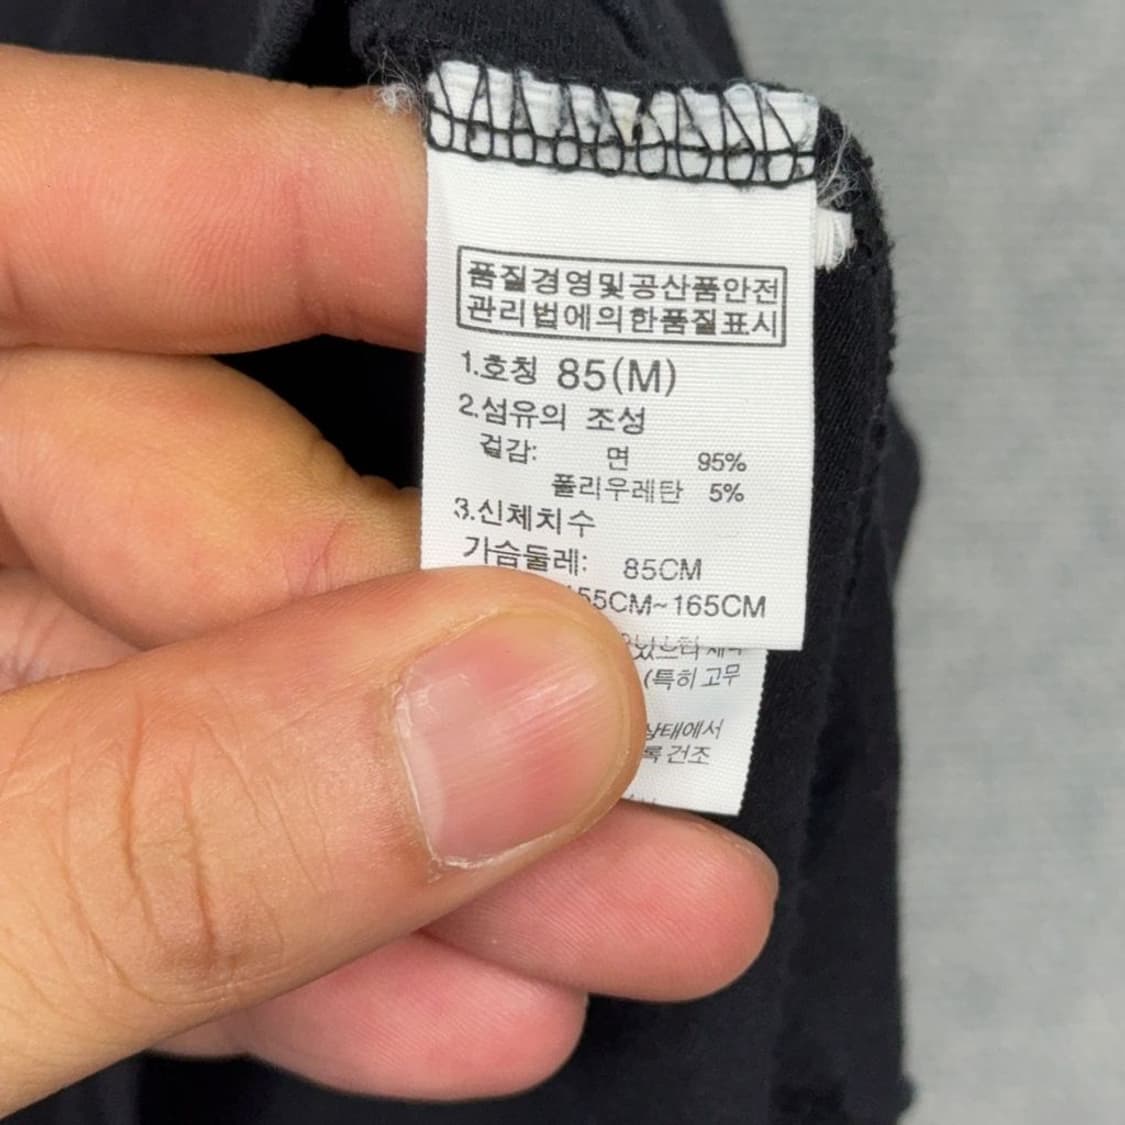 품질경영및공산품안전
관리법에의한품질표시
1.호칭 85(M)
2.섬유의 조성
겉감: 면 95%
폴리우레탄 5%
3.신체치수
가슴둘레: 85CM
155CM~165CM
(특히 고무
상태에서
록 건조